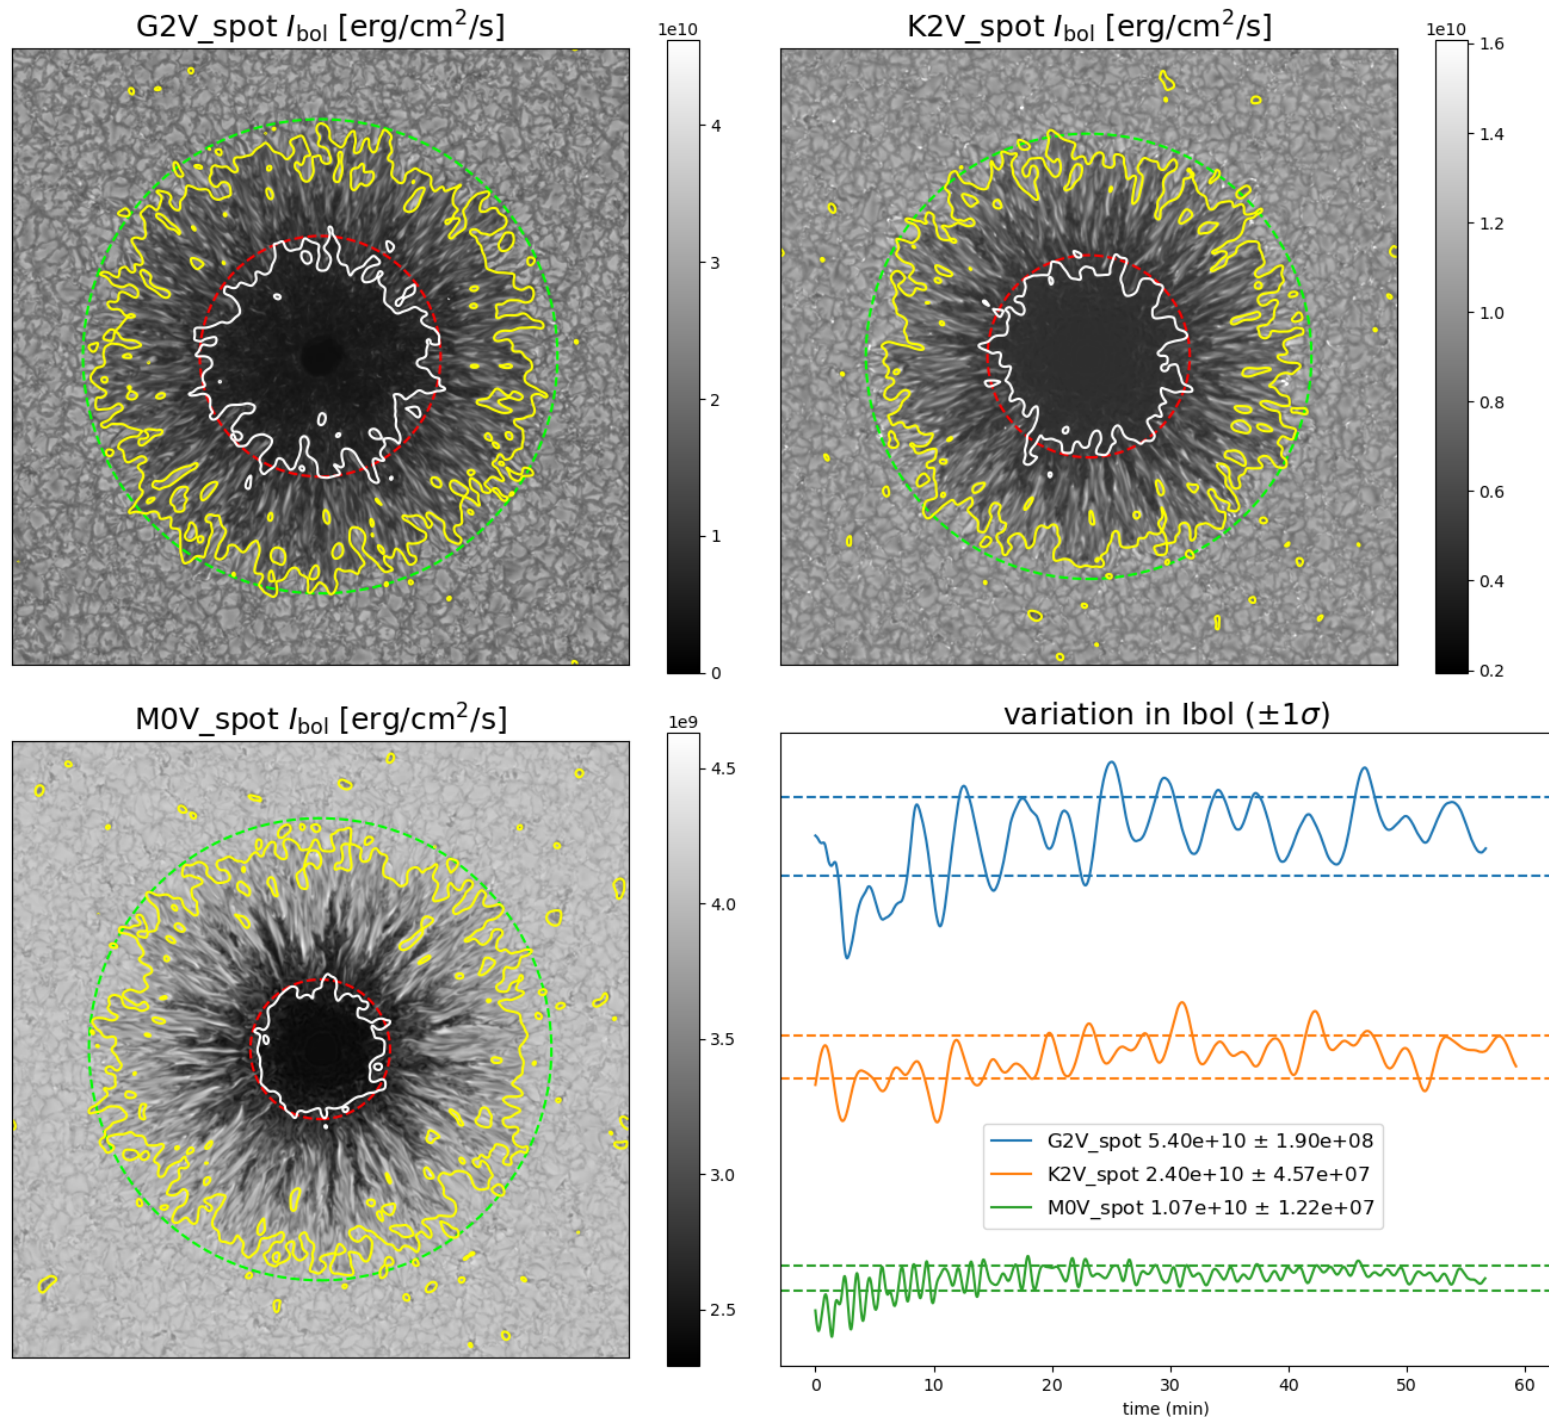 G2V_spot I_bol [erg/cm²/s]
1e10
4
3
2
1
0
K2V_spot I_bol [erg/cm²/s]
1e10
1.6
1.4
1.2
1.0
0.8
0.6
0.4
0.2
M0V_spot I_bol [erg/cm²/s]
1e9
4.5
4.0
3.5
3.0
2.5
variation in Ibol (±1σ)
G2V_spot 5.40e+10 ± 1.90e+08
K2V_spot 2.40e+10 ± 4.57e+07
M0V_spot 1.07e+10 ± 1.22e+07
0 10 20 30 40 50 60
time (min)